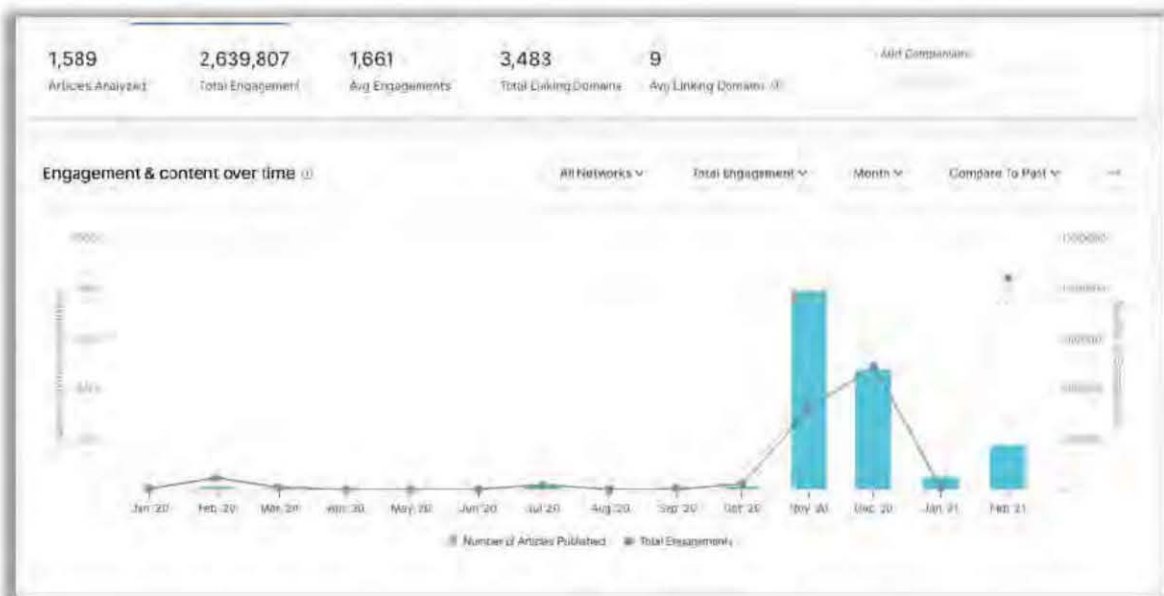 1,589 2,639,807 1,661 3,483 9 Add Comparison
Articles Analyzed Total Engagement Avg Engagements Total Linking Domains Avg Linking Domains
Engagement & content over time All Networks Total Engagement Month Compare To Past
Jan '20 Feb '20 Mar '20 Apr '20 May '20 Jun '20 Jul '20 Aug '20 Sep '20 Oct '20 Nov '20 Dec '20 Jan '21 Feb '21
Number of Articles Published Total Engagements